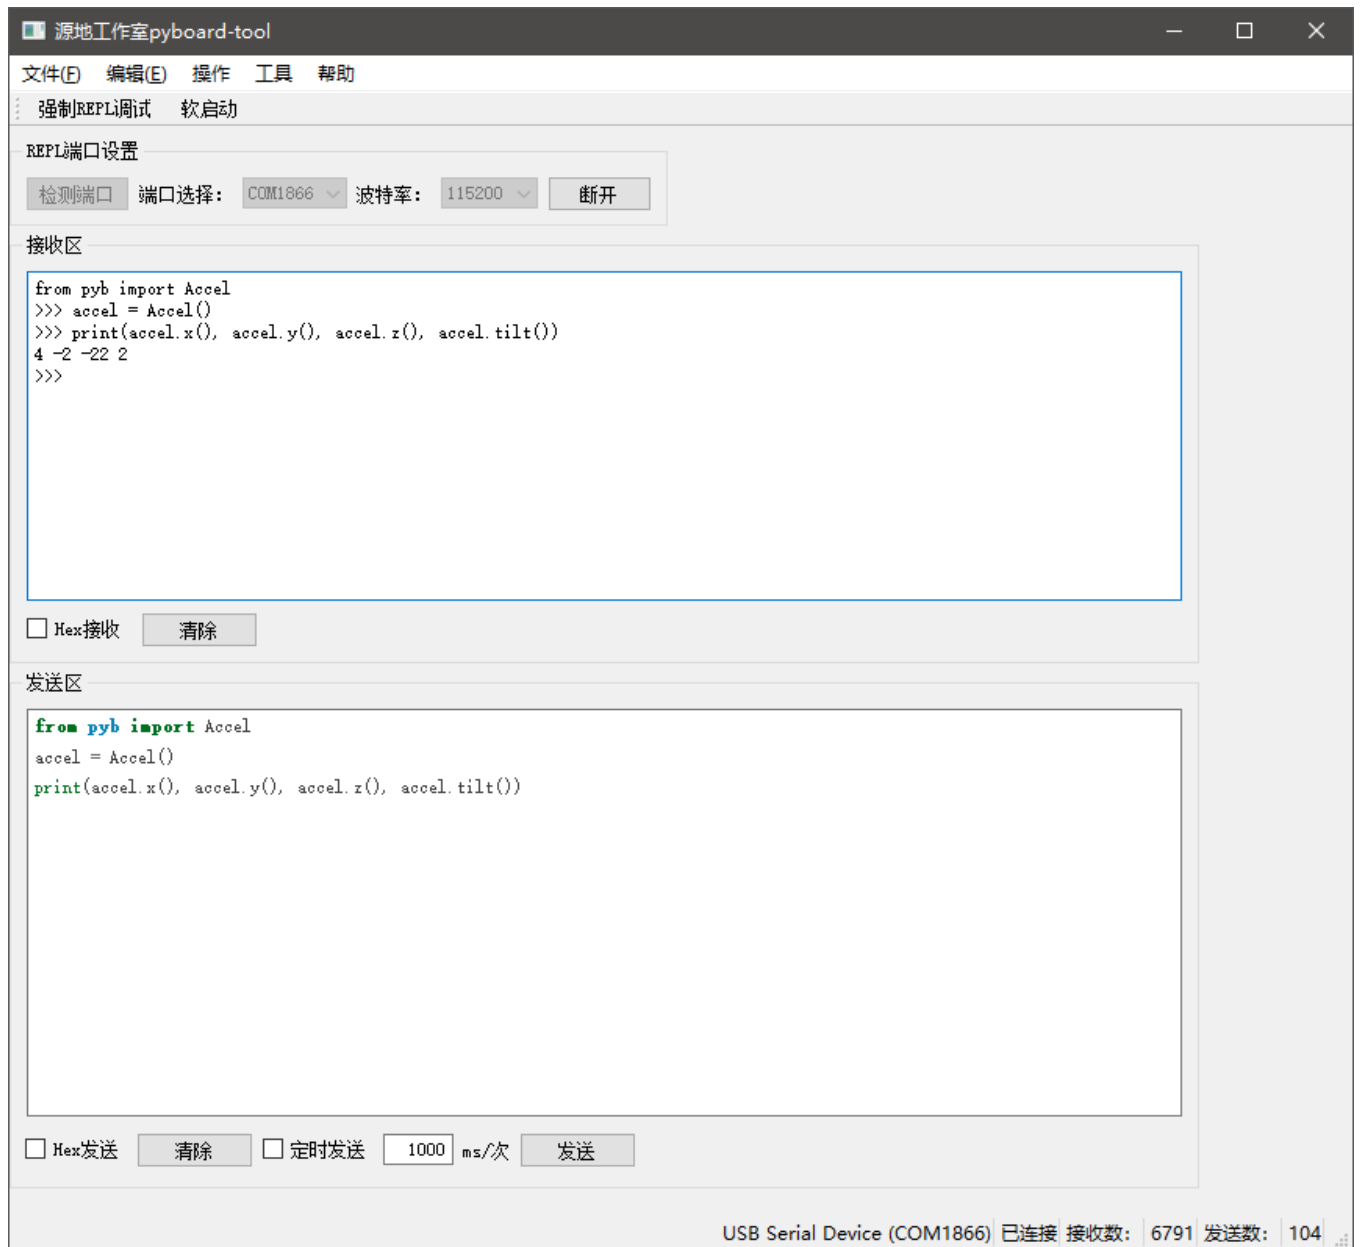 源地工作室pyboard-tool
文件(F) 编辑(E) 操作 工具 帮助
强制REPL调试 软启动
REPL端口设置
检测端口 端口选择： COM1866 波特率： 115200 断开
接收区
from pyb import Accel
>>> accel = Accel()
>>> print(accel.x(), accel.y(), accel.z(), accel.tilt())
4 -2 -22 2
>>>
Hex接收 清除
发送区
from pyb import Accel
accel = Accel()
print(accel.x(), accel.y(), accel.z(), accel.tilt())
Hex发送 清除 定时发送 1000 ms/次 发送
USB Serial Device (COM1866) 已连接 接收数： 6791 发送数： 104